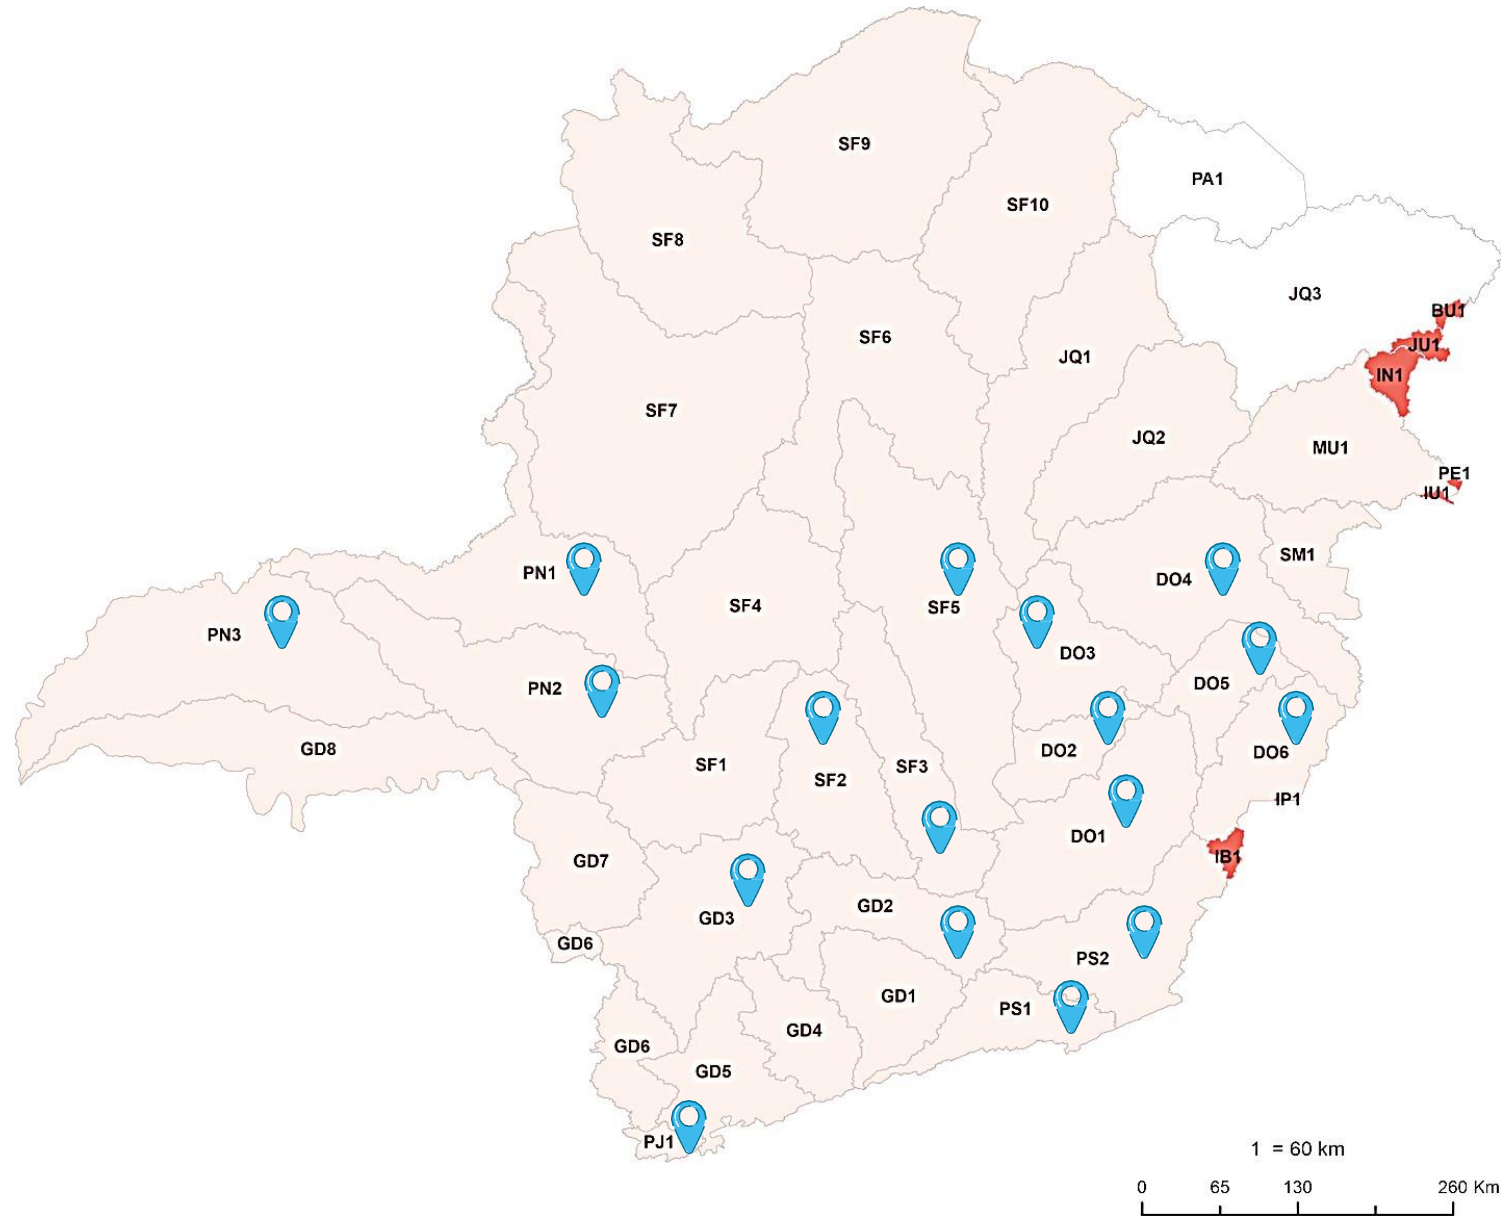 SF9
PA1
SF10
SF8
JQ3
BU1
SF6
JU1
JQ1
IN1
SF7
JQ2
MU1
PE1
IU1
SM1
PN1
DO4
SF4
SF5
PN3
DO3
DO5
PN2
GD8
DO2
DO6
SF1
SF3
SF2
IP1
DO1
IB1
GD7
GD2
GD3
GD6
PS2
GD1
PS1
GD4
GD6
GD5
PJ1
1 = 60 km
0 65 130 260 Km